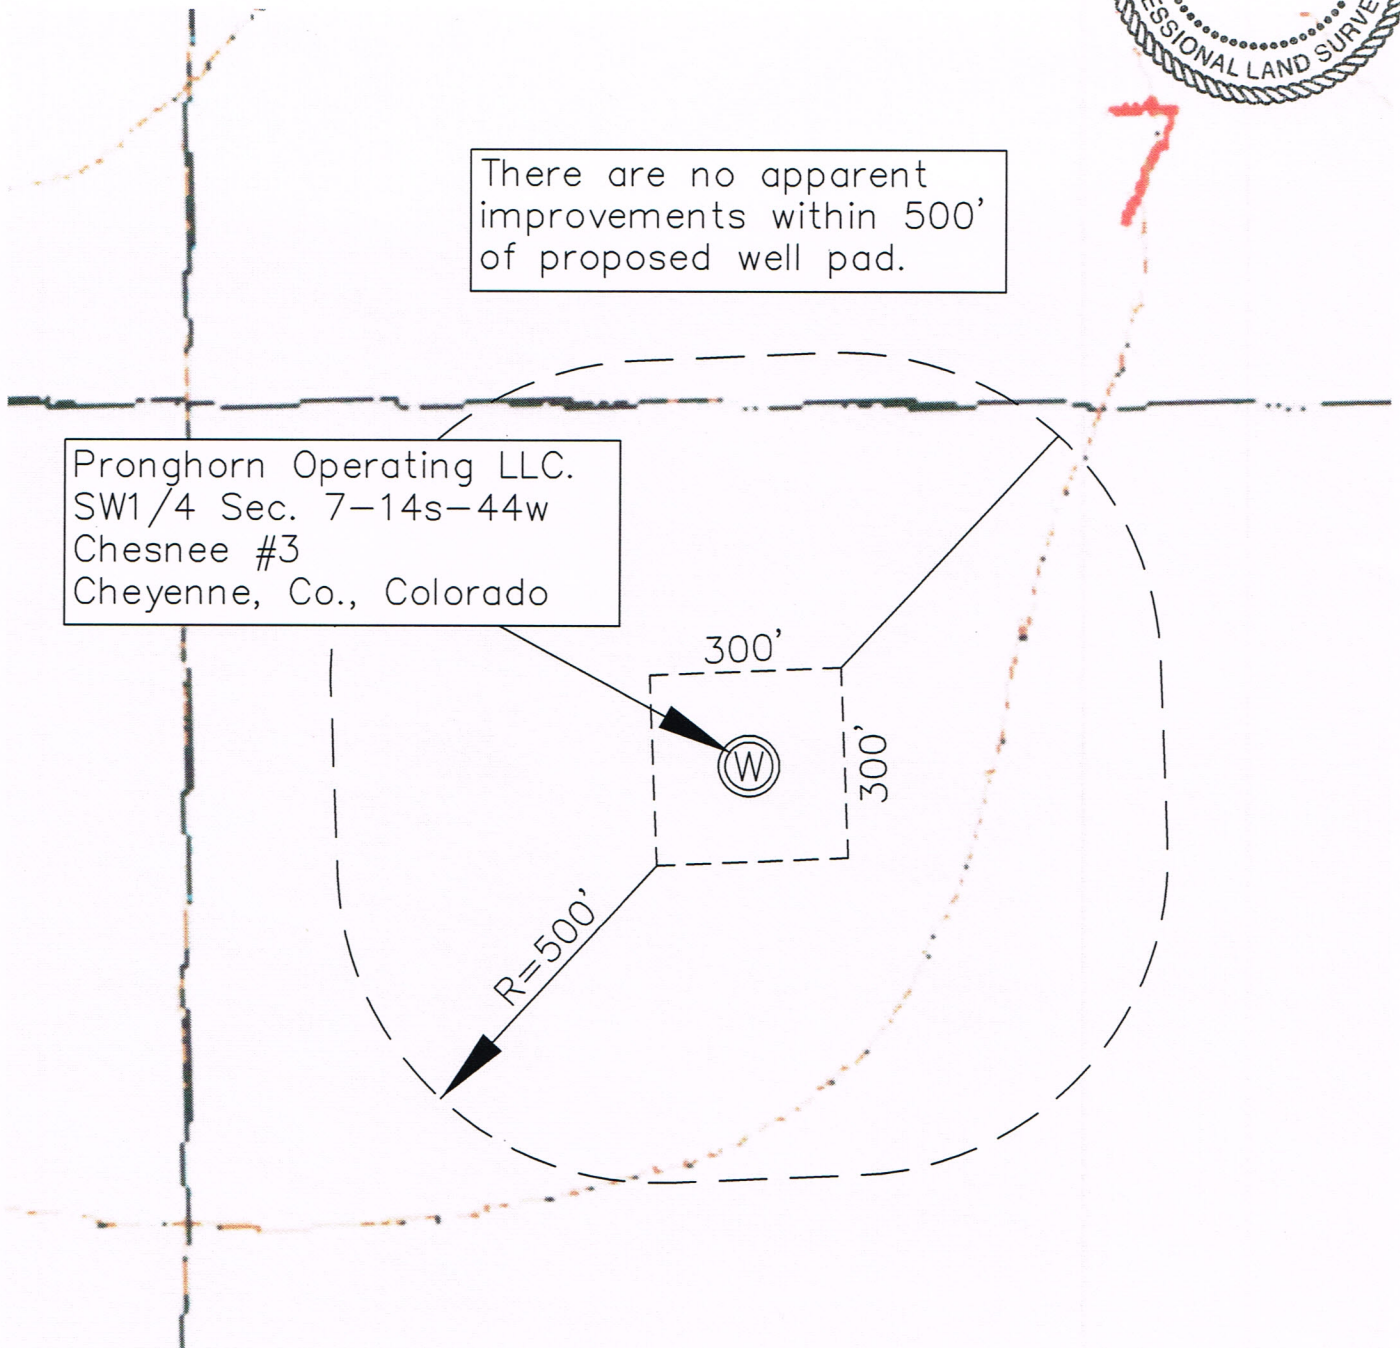 ESSIONAL LAND SURVE
7
There are no apparent
improvements within 500'
of proposed well pad.
Pronghorn Operating LLC.
SW1/4 Sec. 7-14s-44w
Chesnee #3
Cheyenne, Co., Colorado
300'
300'
W
R=500'